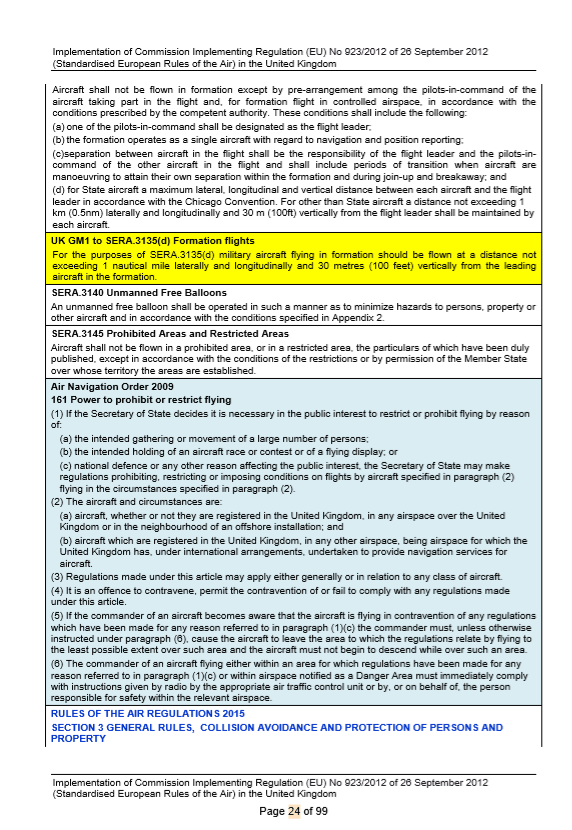 Implementation of Commission Implementing Regulation (EU) No 923/2012 of 26 September 2012
(Standardised European Rules of the Air) in the United Kingdom
Aircraft shall not be flown in formation except by pre-arrangement among the pilots-in-command of the
aircraft taking part in the flight and, for formation flight in controlled airspace, in accordance with the
conditions prescribed by the competent authority. These conditions shall include the following:
(a) one of the pilots-in-command shall be designated as the flight leader;
(b) the formation operates as a single aircraft with regard to navigation and position reporting;
(c)separation between aircraft in the flight shall be the responsibility of the flight leader and the pilots-in-
command of the other aircraft in the flight and shall include periods of transition when aircraft are
manoeuvring to attain their own separation within the formation and during join-up and breakaway; and
(d) for State aircraft a maximum lateral, longitudinal and vertical distance between each aircraft and the flight
leader in accordance with the Chicago Convention. For other than State aircraft a distance not exceeding 1
km (0.5nm) laterally and longitudinally and 30 m (100ft) vertically from the flight leader shall be maintained by
each aircraft.
UK GM1 to SERA.3135(d) Formation flights
For the purposes of SERA.3135(d) military aircraft flying in formation should be flown at a distance not
exceeding 1 nautical mile laterally and longitudinally and 30 metres (100 feet) vertically from the leading
aircraft in the formation.
SERA.3140 Unmanned Free Balloons
An unmanned free balloon shall be operated in such a manner as to minimize hazards to persons, property or
other aircraft and in accordance with the conditions specified in Appendix 2.
SERA.3145 Prohibited Areas and Restricted Areas
Aircraft shall not be flown in a prohibited area, or in a restricted area, the particulars of which have been duly
published, except in accordance with the conditions of the restrictions or by permission of the Member State
over whose territory the areas are established.
Air Navigation Order 2009
161 Power to prohibit or restrict flying
(1) If the Secretary of State decides it is necessary in the public interest to restrict or prohibit flying by reason
of:
(a) the intended gathering or movement of a large number of persons;
(b) the intended holding of an aircraft race or contest or of a flying display; or
(c) national defence or any other reason affecting the public interest, the Secretary of State may make
regulations prohibiting, restricting or imposing conditions on flights by aircraft specified in paragraph (2)
flying in the circumstances specified in paragraph (2).
(2) The aircraft and circumstances are:
(a) aircraft, whether or not they are registered in the United Kingdom, in any airspace over the United
Kingdom or in the neighbourhood of an offshore installation; and
(b) aircraft which are registered in the United Kingdom, in any other airspace, being airspace for which the
United Kingdom has, under international arrangements, undertaken to provide navigation services for
aircraft.
(3) Regulations made under this article may apply either generally or in relation to any class of aircraft.
(4) It is an offence to contravene, permit the contravention of or fail to comply with any regulations made
under this article.
(5) If the commander of an aircraft becomes aware that the aircraft is flying in contravention of any regulations
which have been made for any reason referred to in paragraph (1)(c) the commander must, unless otherwise
instructed under paragraph (6), cause the aircraft to leave the area to which the regulations relate by flying to
the least possible extent over such area and the aircraft must not begin to descend while over such an area.
(6) The commander of an aircraft flying either within an area for which regulations have been made for any
reason referred to in paragraph (1)(c) or within airspace notified as a Danger Area must immediately comply
with instructions given by radio by the appropriate air traffic control unit or by, or on behalf of, the person
responsible for safety within the relevant airspace.
RULES OF THE AIR REGULATIONS 2015
SECTION 3 GENERAL RULES, COLLISION AVOIDANCE AND PROTECTION OF PERSONS AND
PROPERTY
Implementation of Commission Implementing Regulation (EU) No 923/2012 of 26 September 2012
(Standardised European Rules of the Air) in the United Kingdom
Page 24 of 99